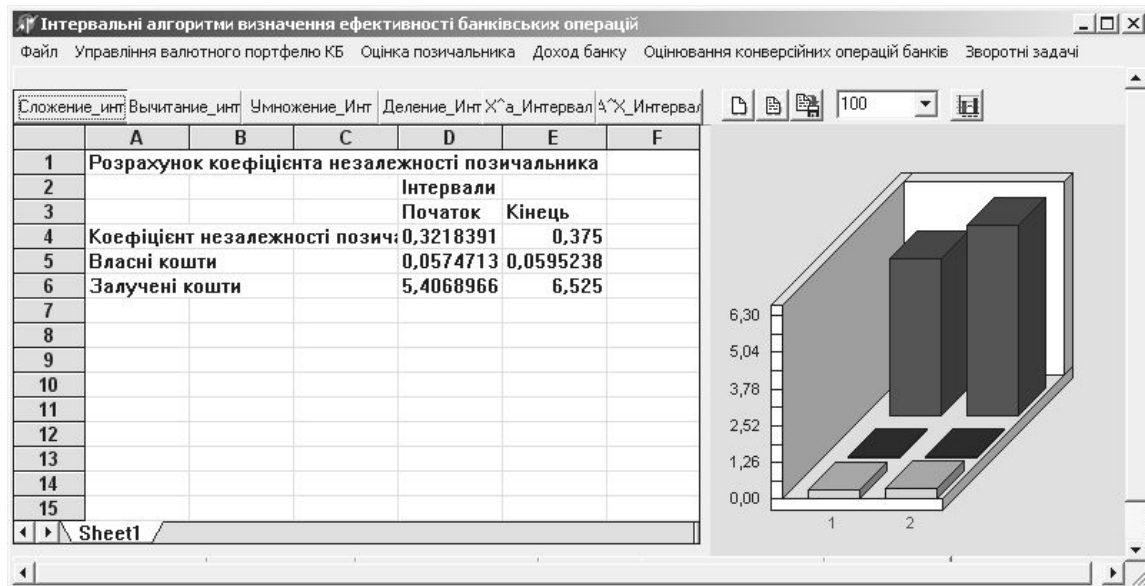 Інтервальні алгоритми визначення ефективності банківських операцій
Файл Управління валютного портфелю КБ Оцінка позичальника Доход банку Оцінювання конверсійних операцій банків Зворотні задачі
Сложение_инт Вычитание_инт Умножение_Инт Деление_Инт X^a_Интервал A^X_Интервал 100
A B C D E F
1 Розрахунок коефіцієнта незалежності позичальника
2 Інтервали
3 Початок Кінець
4 Коефіцієнт незалежності позича 0,3218391 0,375
5 Власні кошти 0,0574713 0,0595238
6 Залучені кошти 5,4068966 6,525
7
8
9
10
11
12
13
14
15
Sheet1
6,30
5,04
3,78
2,52
1,26
0,00
1 2